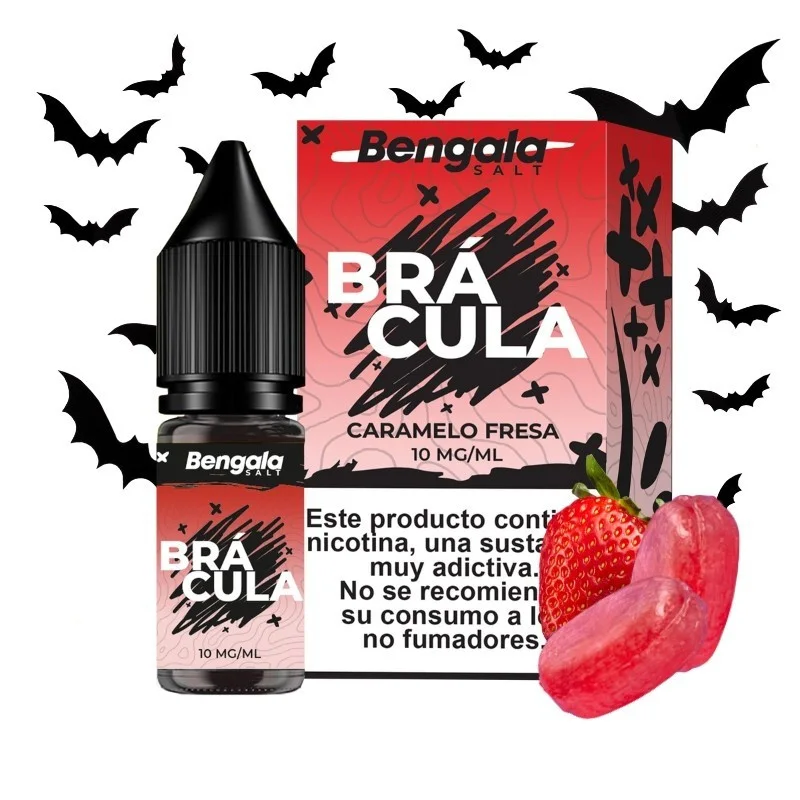 Bengala
SALT
BRÁ
CULA
CARAMELO FRESA
10 MG/ML
Este producto
nicotina, una
muy adictiva.
No se
su consumo a
no fumadores.
Bengala
SALT
BRÁ
CULA
10 MG/ML